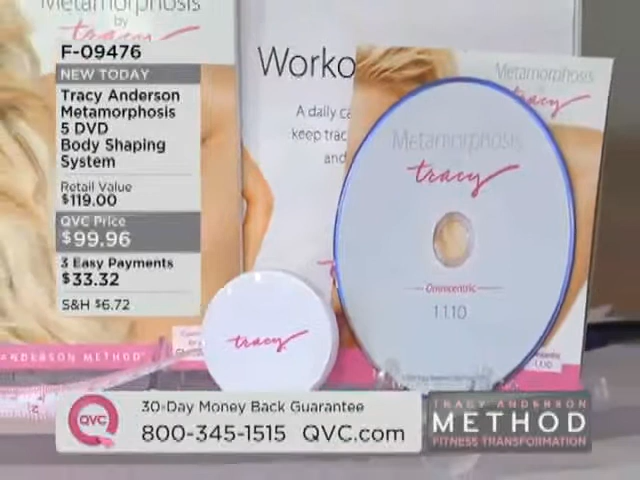 Metamorphosis
by
tracy
F-09476
NEW TODAY
Tracy Anderson
Metamorphosis
5 DVD
Body Shaping
System
Retail Value
$119.00
QVC Price
$99.96
3 Easy Payments
$33.32
S&H $6.72
Worko
A daily ca
keep trac
and
Metamorphosis
tracy
Metamorphosis
tracy
Omnicentric
1.1.10
tracy
ANDERSON METHOD
QVC
30-Day Money Back Guarantee
800-345-1515 QVC.com
TRACY ANDERSON
METHOD
FITNESS TRANSFORMATION